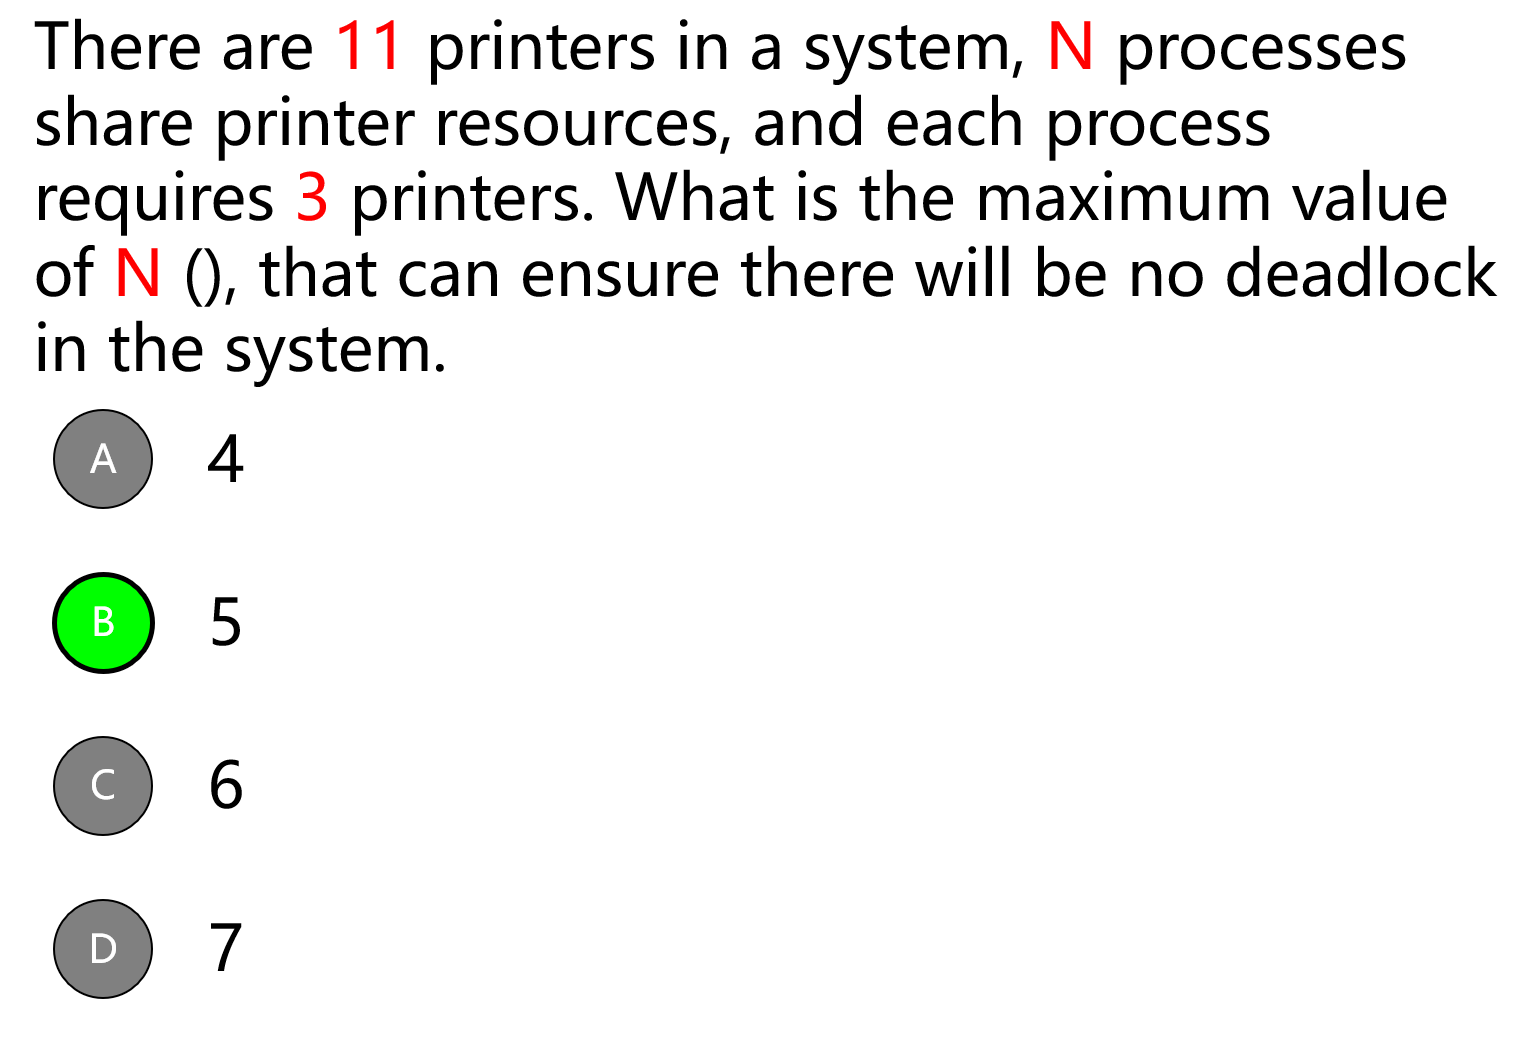 There are 11 printers in a system, N processes
share printer resources, and each process
requires 3 printers. What is the maximum value
of N (), that can ensure there will be no deadlock
in the system.
A 4
B 5
C 6
D 7